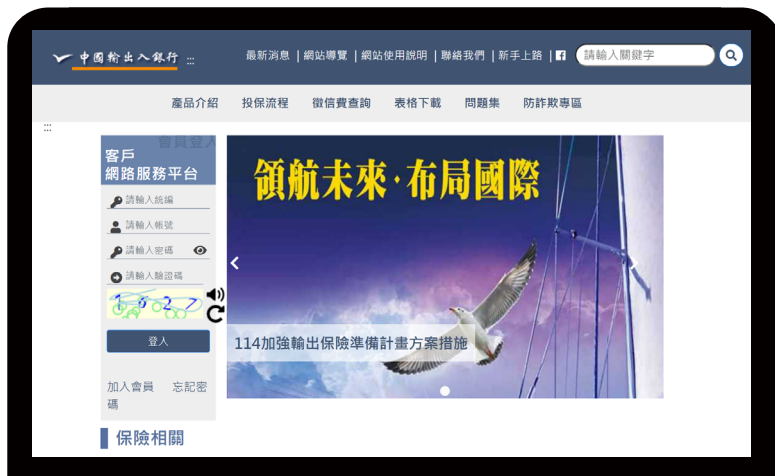 中國輸出入銀行 :::
最新消息 | 網站導覽 | 網站使用說明 | 聯絡我們 | 新手上路 |
請輸入關鍵字
產品介紹 投保流程 徵信費查詢 表格下載 問題集 防詐欺專區
:::
會員登入
客戶
網路服務平台
請輸入統編
請輸入帳號
請輸入密碼
請輸入驗證碼
登入
加入會員 忘記密
碼
領航未來·布局國際
114加強輸出保險準備計畫方案措施
保險相關